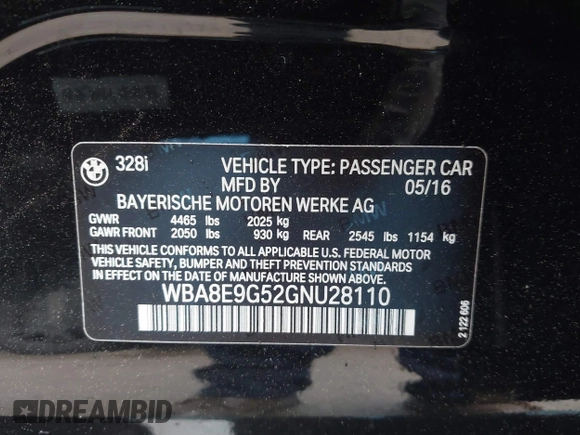 328i VEHICLE TYPE: PASSENGER CAR
MFD BY 05/16
BAYERISCHE MOTOREN WERKE AG
GVWR 4465 lbs 2025 kg
GAWR FRONT 2050 lbs 930 kg REAR 2545 lbs 1154 kg
THIS VEHICLE CONFORMS TO ALL APPLICABLE U.S. FEDERAL MOTOR
VEHICLE SAFETY, BUMPER, AND THEFT PREVENTION STANDARDS
IN EFFECT ON THE DATE OF MANUFACTURE SHOWN ABOVE.
WBA8E9G52GNU28110
2 122 606
DREAMBID